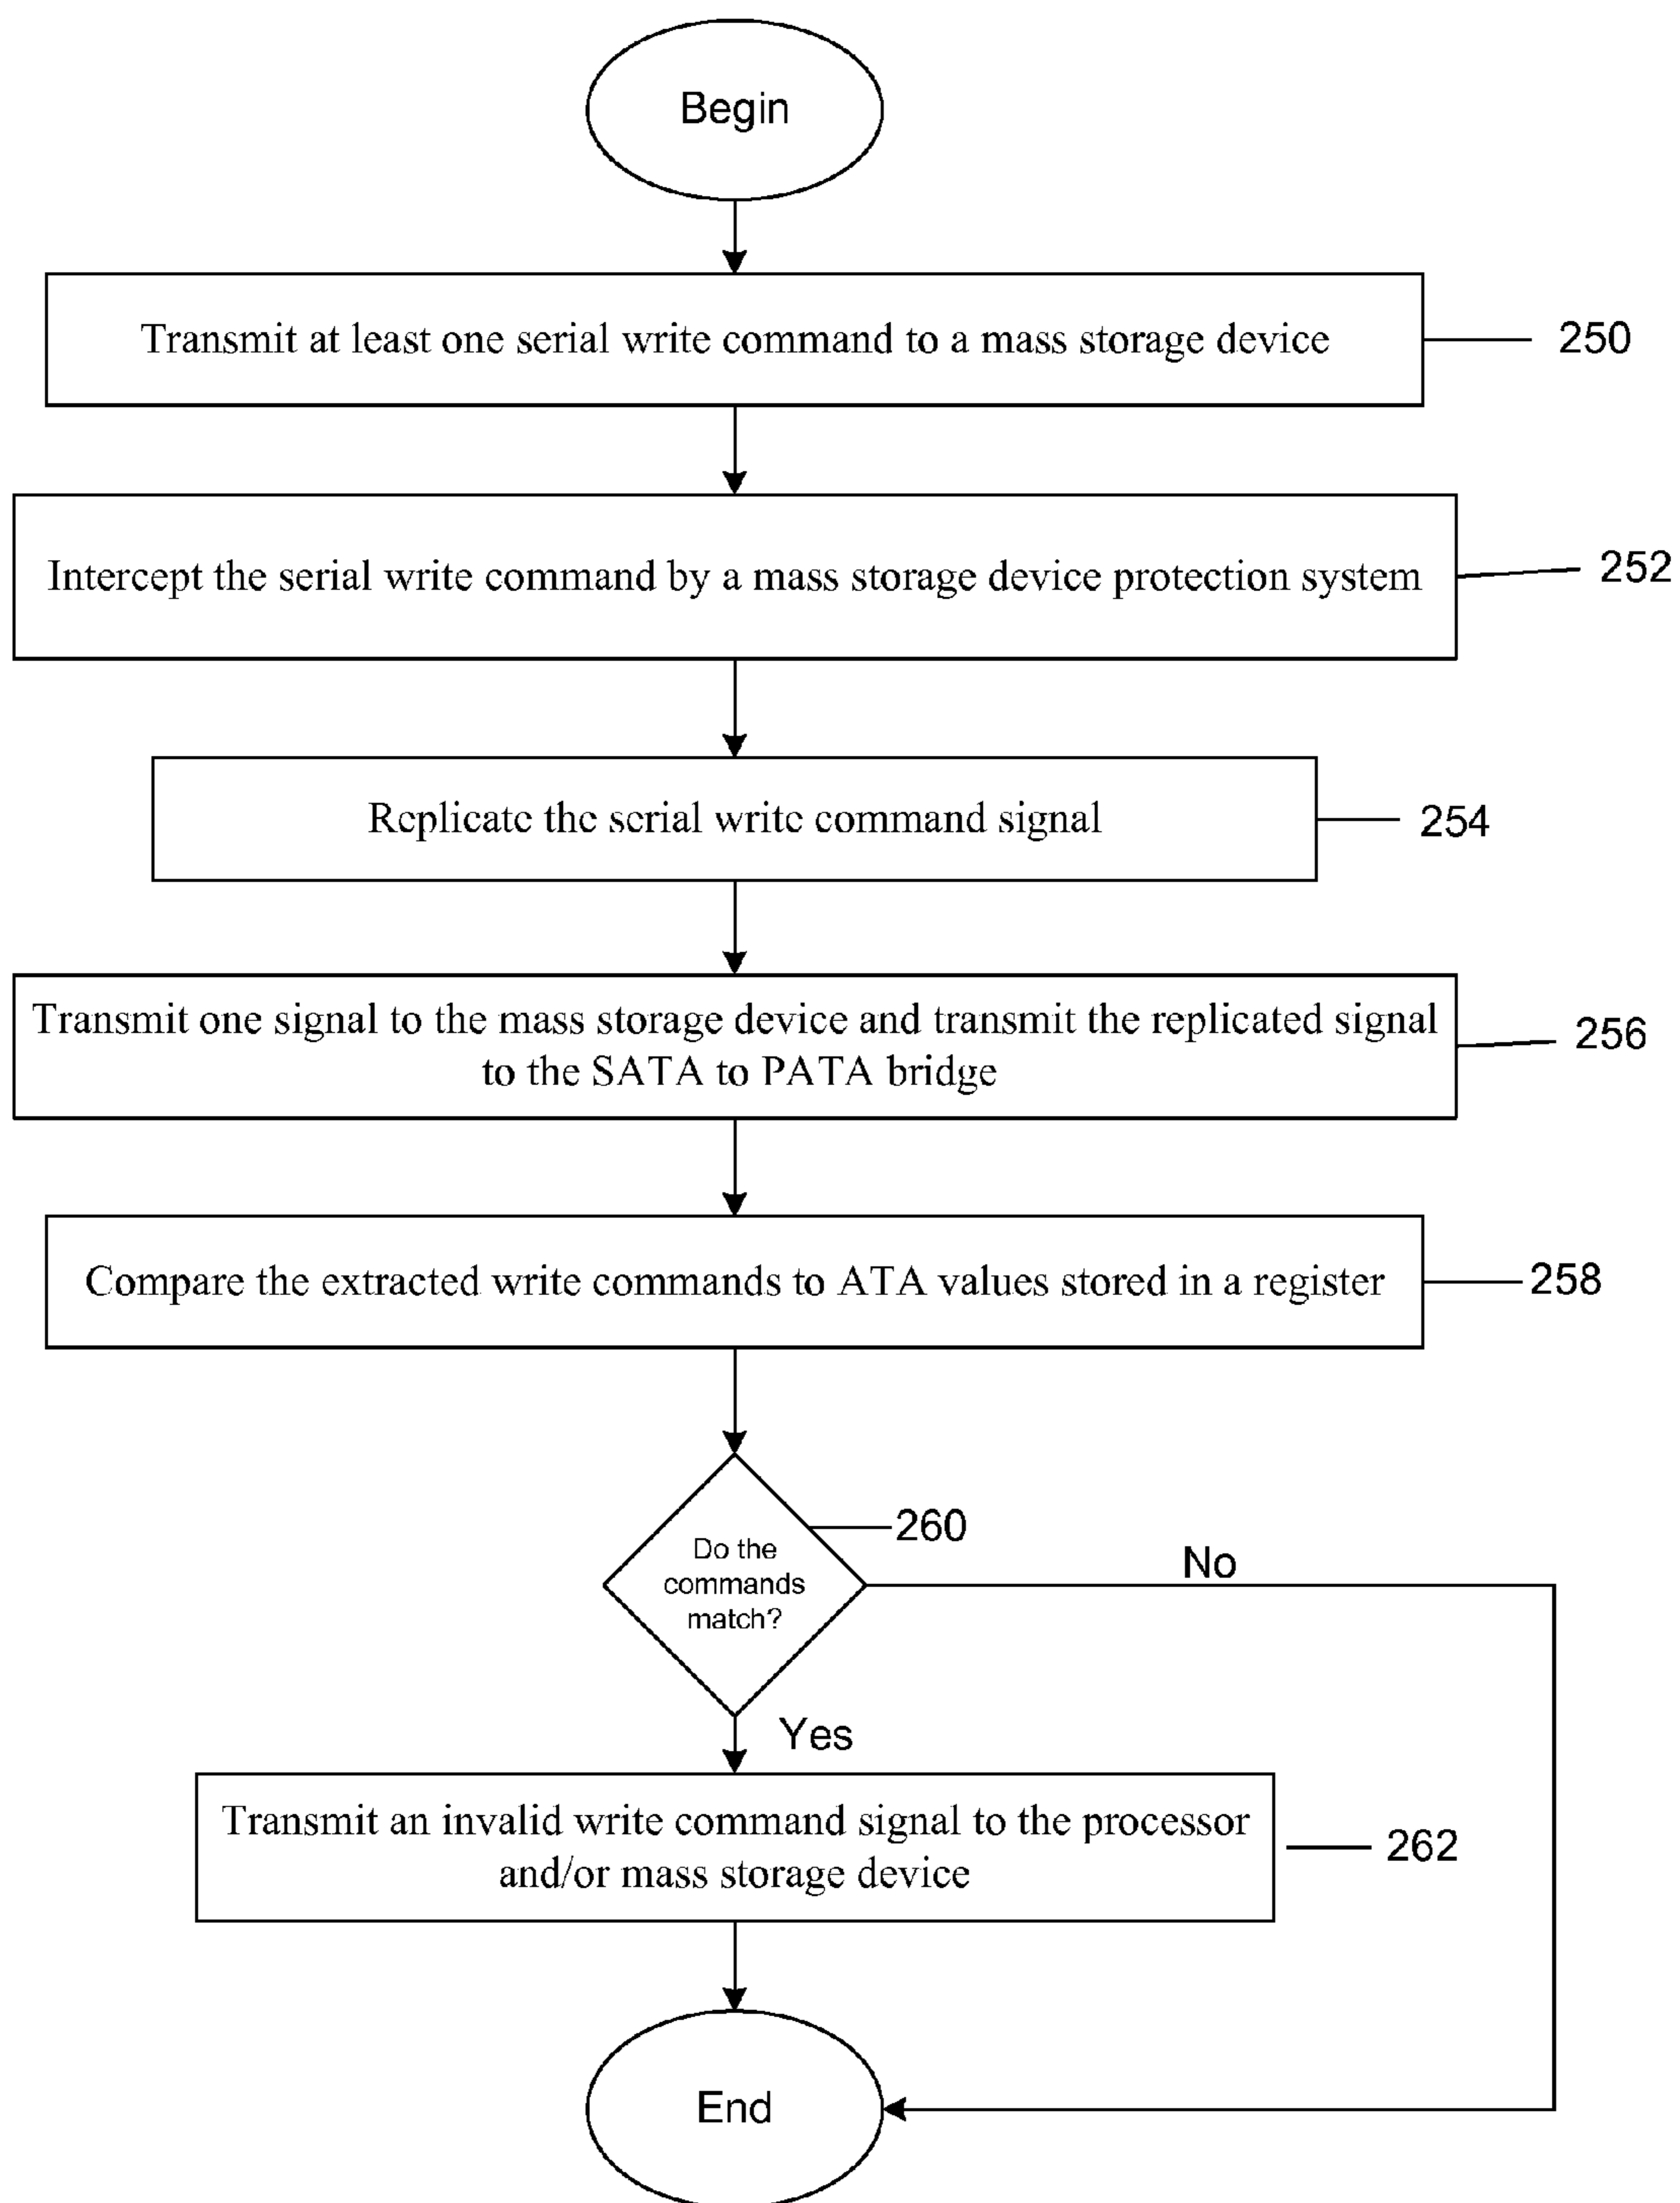 Begin
Transmit at least one serial write command to a mass storage device
250
Intercept the serial write command by a mass storage device protection system
252
Replicate the serial write command signal
254
Transmit one signal to the mass storage device and transmit the replicated signal
to the SATA to PATA bridge
256
Compare the extracted write commands to ATA values stored in a register
258
Do the
commands
match?
260
No
Yes
Transmit an invalid write command signal to the processor
and/or mass storage device
262
End